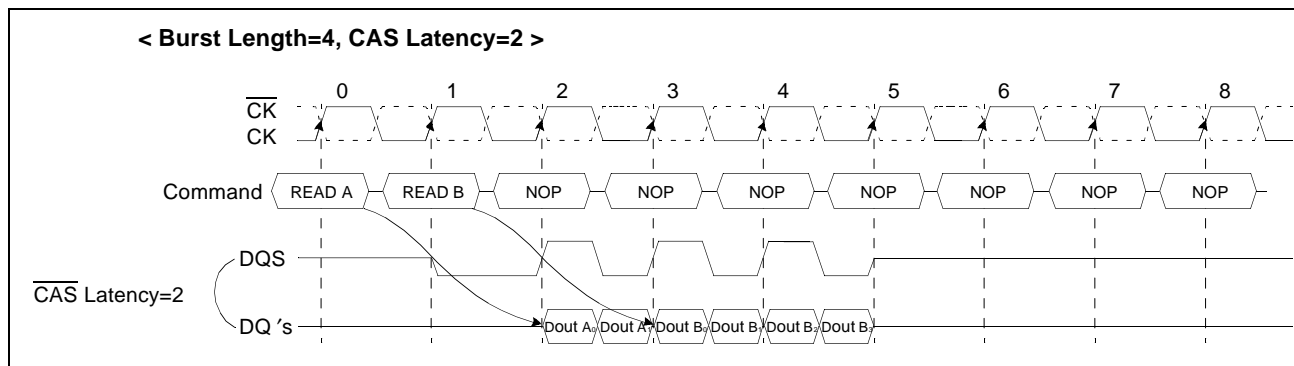 < Burst Length=4, CAS Latency=2 >
0 1 2 3 4 5 6 7 8
CK
CK
Command READ A READ B NOP NOP NOP NOP NOP NOP NOP
DQS
CAS Latency=2
DQ 's Dout A₀ Dout A₁ Dout B₀ Dout B₁ Dout B₂ Dout B₃